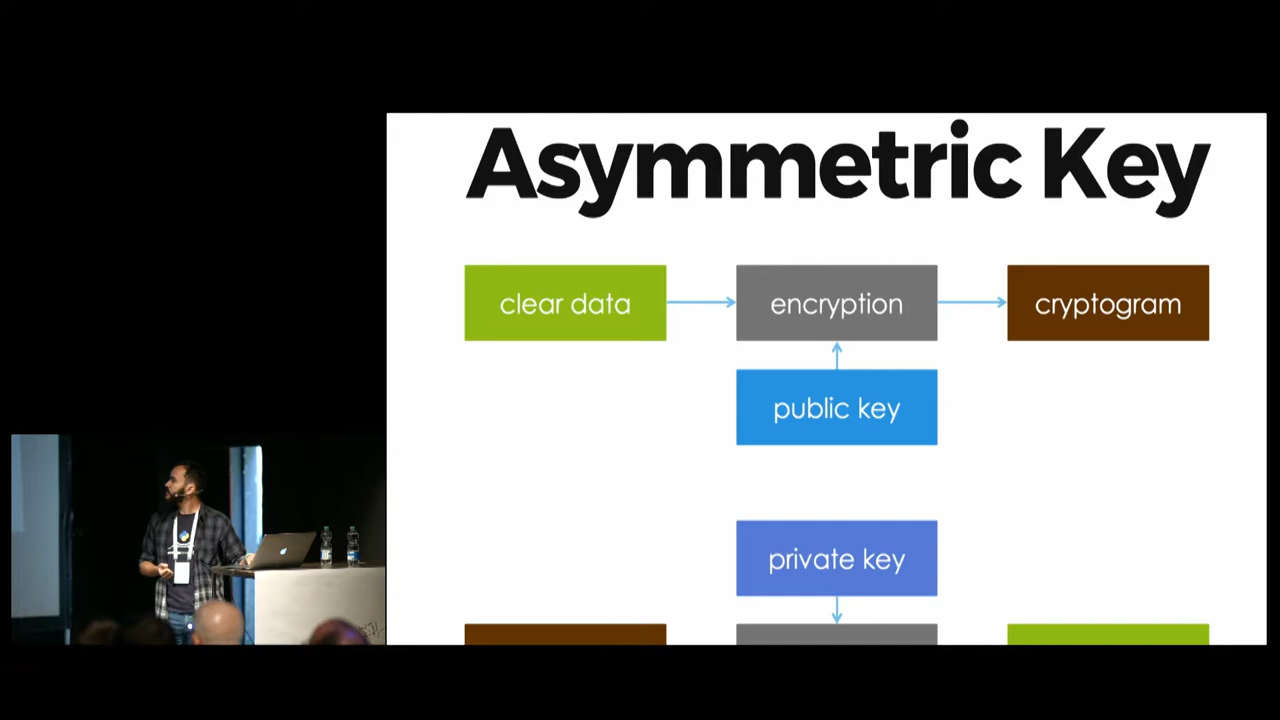 Asymmetric Key
clear data
encryption
cryptogram
public key
private key